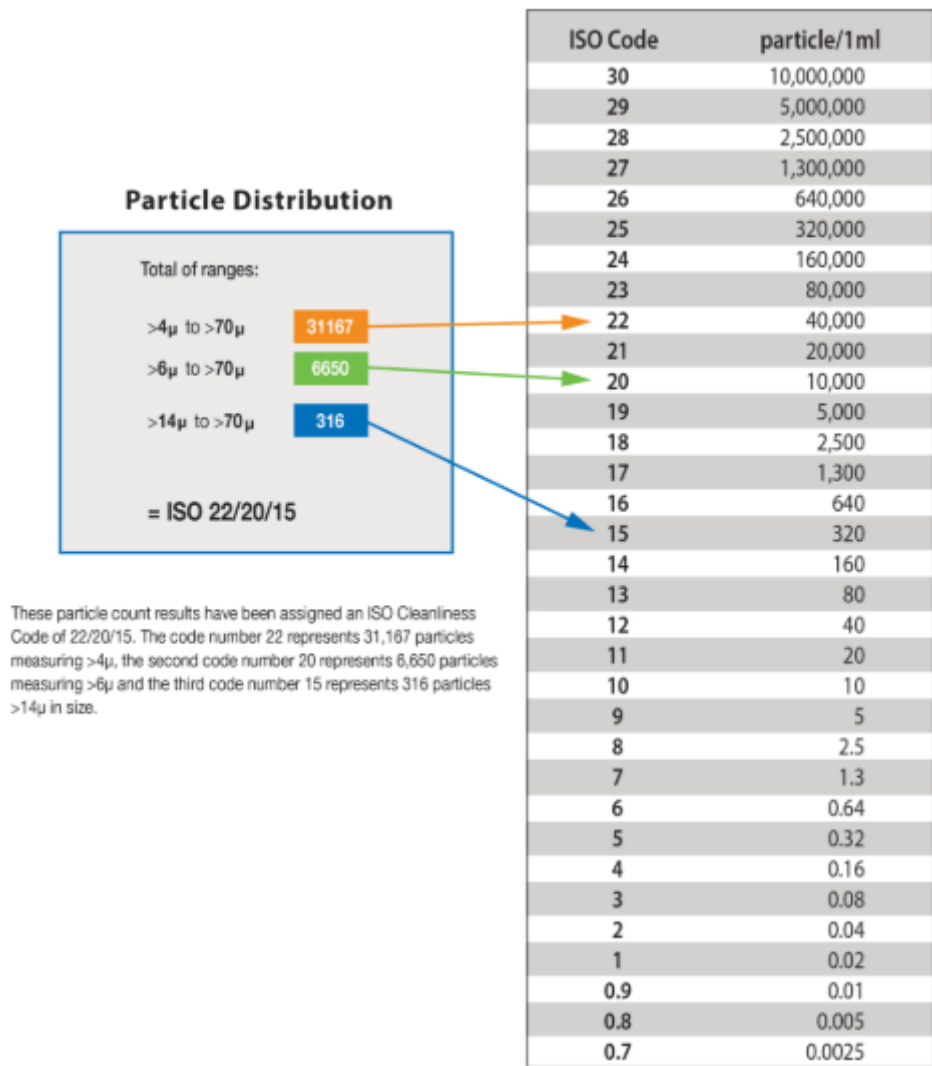 Particle Distribution
Total of ranges:
>4μ to >70μ 31167
>6μ to >70μ 6650
>14μ to >70μ 316
= ISO 22/20/15
These particle count results have been assigned an ISO Cleanliness
Code of 22/20/15. The code number 22 represents 31,167 particles
measuring >4μ, the second code number 20 represents 6,650 particles
measuring >6μ and the third code number 15 represents 316 particles
>14μ in size.
ISO Code particle/1ml
30 10,000,000
29 5,000,000
28 2,500,000
27 1,300,000
26 640,000
25 320,000
24 160,000
23 80,000
22 40,000
21 20,000
20 10,000
19 5,000
18 2,500
17 1,300
16 640
15 320
14 160
13 80
12 40
11 20
10 10
9 5
8 2.5
7 1.3
6 0.64
5 0.32
4 0.16
3 0.08
2 0.04
1 0.02
0.9 0.01
0.8 0.005
0.7 0.0025